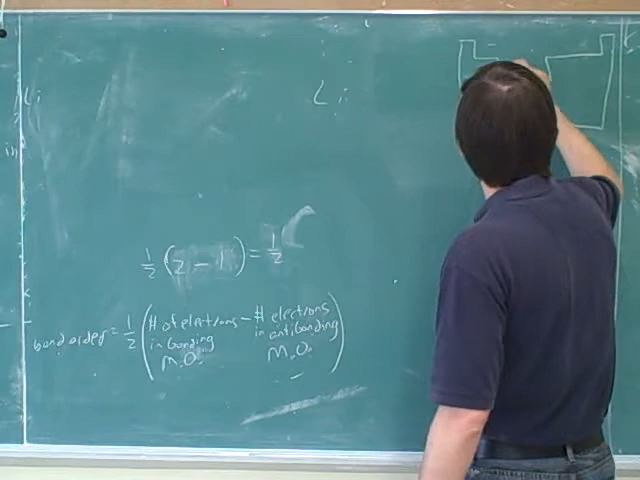 Li
Li
in
½ (2 - 1) = ½
bond order = ½ (# of electrons in bonding M.O. - # electrons in antibonding M.O.)